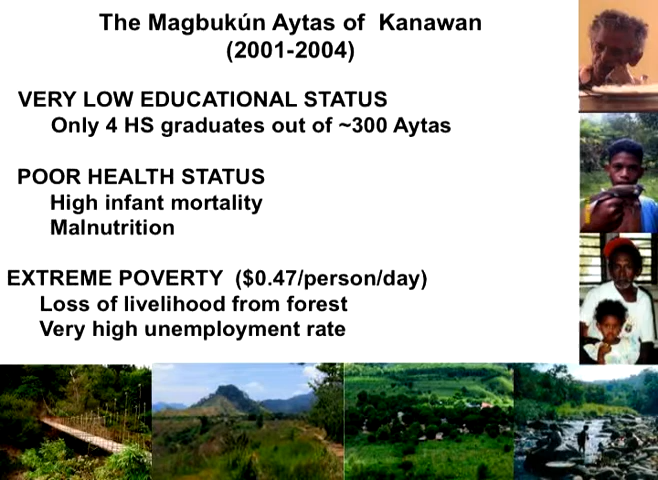 The Magbukún Aytas of Kanawan
(2001-2004)
VERY LOW EDUCATIONAL STATUS
Only 4 HS graduates out of ~300 Aytas
POOR HEALTH STATUS
High infant mortality
Malnutrition
EXTREME POVERTY ($0.47/person/day)
Loss of livelihood from forest
Very high unemployment rate